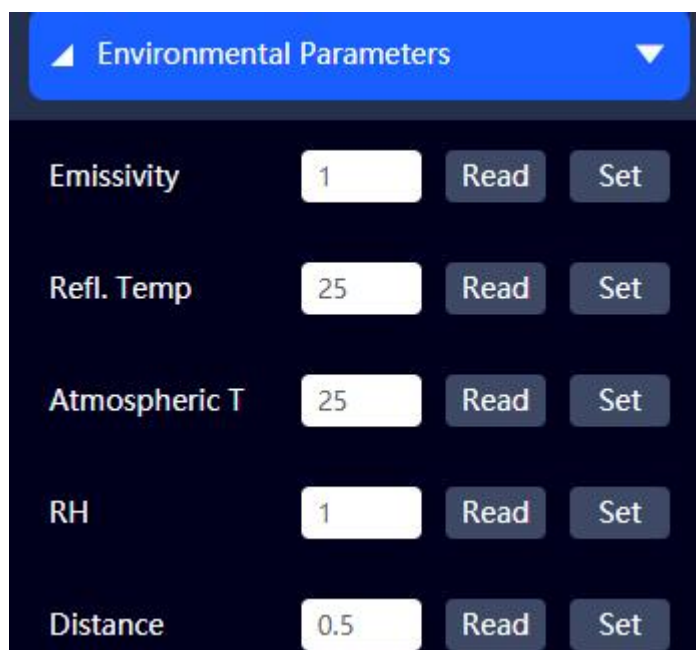 Environmental Parameters
Emissivity 1 Read Set
Refl. Temp 25 Read Set
Atmospheric T 25 Read Set
RH 1 Read Set
Distance 0.5 Read Set